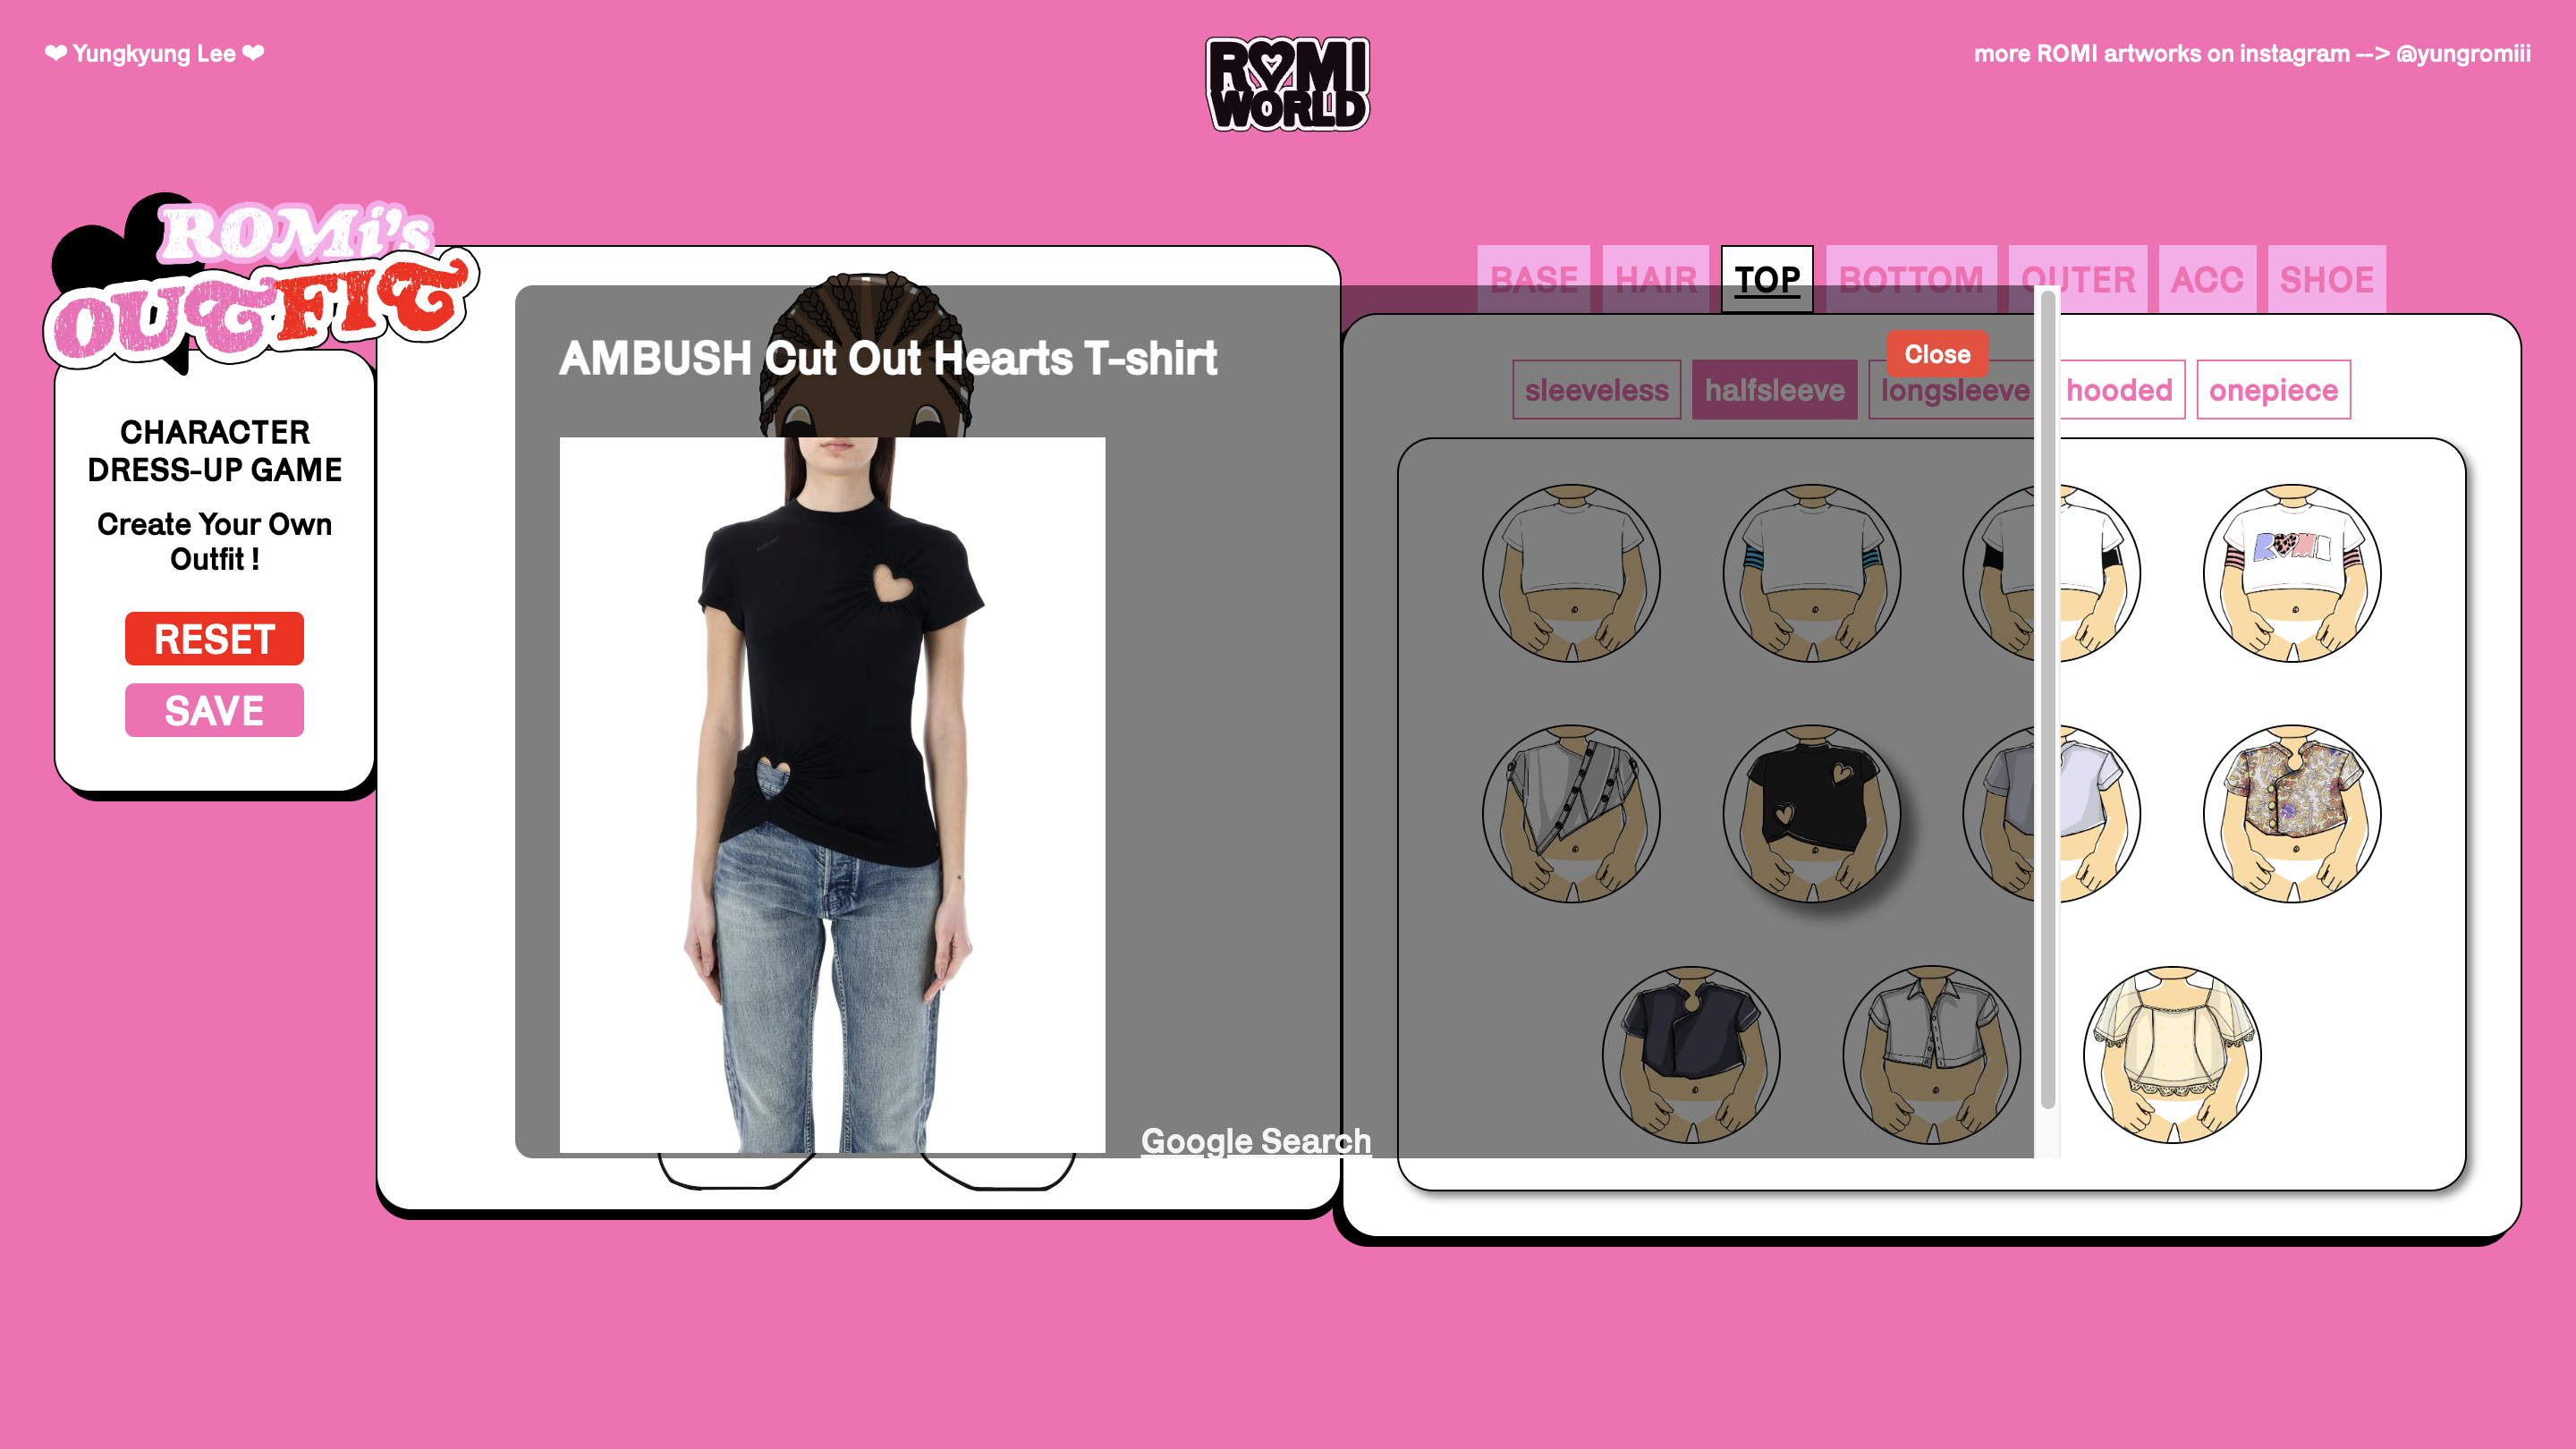 ❤ Yungkyung Lee ❤
ROMI
WORLD
more ROMI artworks on instagram --> @yungromiii
ROMi's
OUTFIT
CHARACTER
DRESS-UP GAME
Create Your Own
Outfit !
RESET
SAVE
BASE HAIR TOP BOTTOM OUTER ACC SHOE
AMBUSH Cut Out Hearts T-shirt
Close
sleeveless halfsleeve longsleeve hooded onepiece
ROMI
Google Search